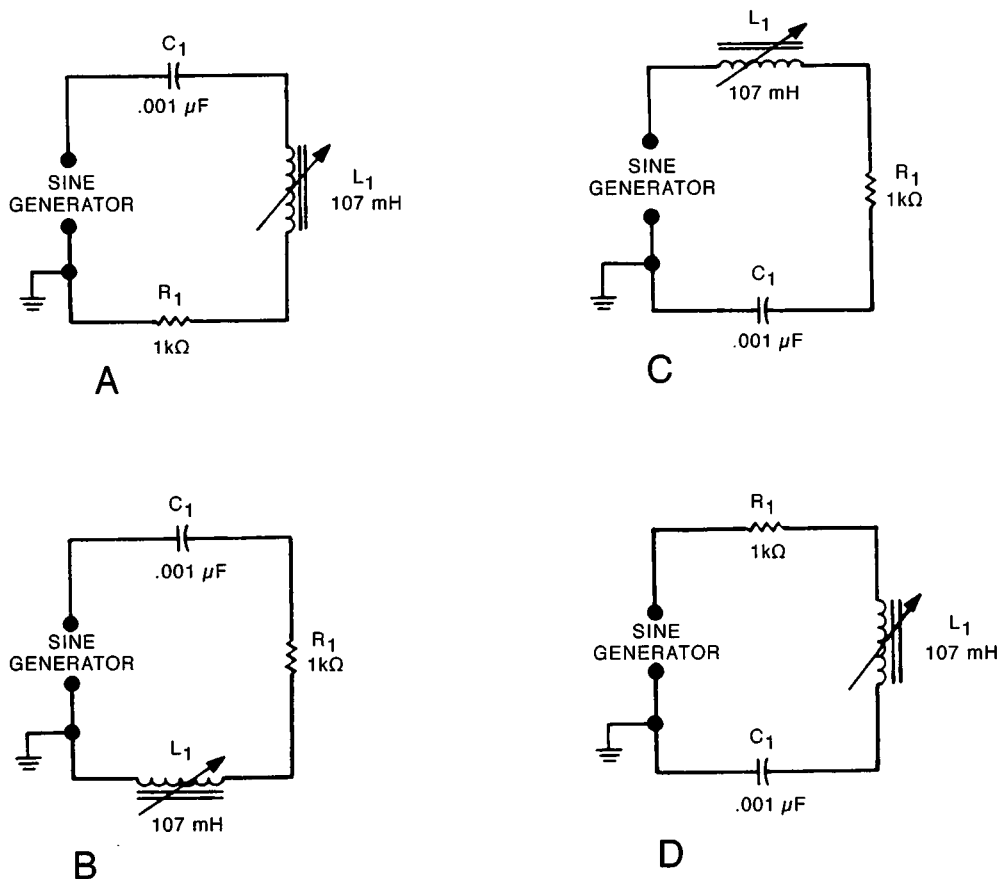 C₁
.001 µF
SINE
GENERATOR
L₁
107 mH
R₁
1kΩ
A
L₁
107 mH
SINE
GENERATOR
R₁
1kΩ
C₁
.001 µF
C
C₁
.001 µF
SINE
GENERATOR
R₁
1kΩ
L₁
107 mH
B
R₁
1kΩ
SINE
GENERATOR
L₁
107 mH
C₁
.001 µF
D